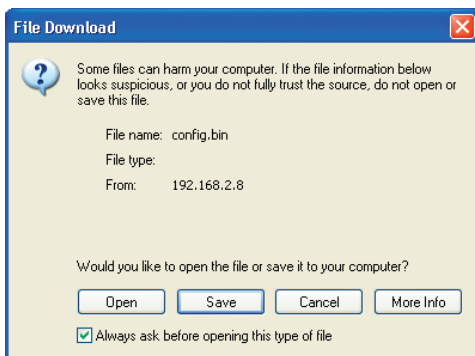 File Download
Some files can harm your computer. If the file information below
looks suspicious, or you do not fully trust the source, do not open or
save this file.
File name: config.bin
File type:
From: 192.168.2.8
Would you like to open the file or save it to your computer?
Open Save Cancel More Info
Always ask before opening this type of file